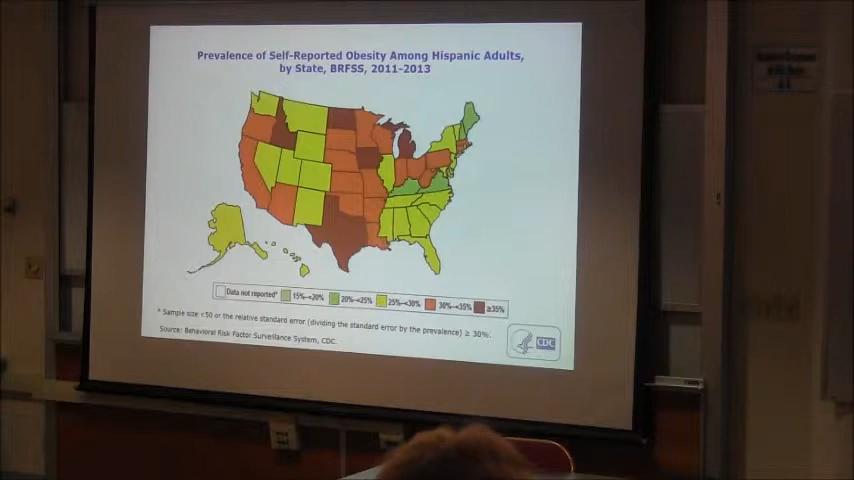 Prevalence of Self-Reported Obesity Among Hispanic Adults,
by State, BRFSS, 2011-2013
Data not reported* 15%-<20% 20%-<25% 25%-<30% 30%-<35% ≥35%
* Sample size <50 or the relative standard error (dividing the standard error by the prevalence) ≥ 30%.
Source: Behavioral Risk Factor Surveillance System, CDC.
CDC